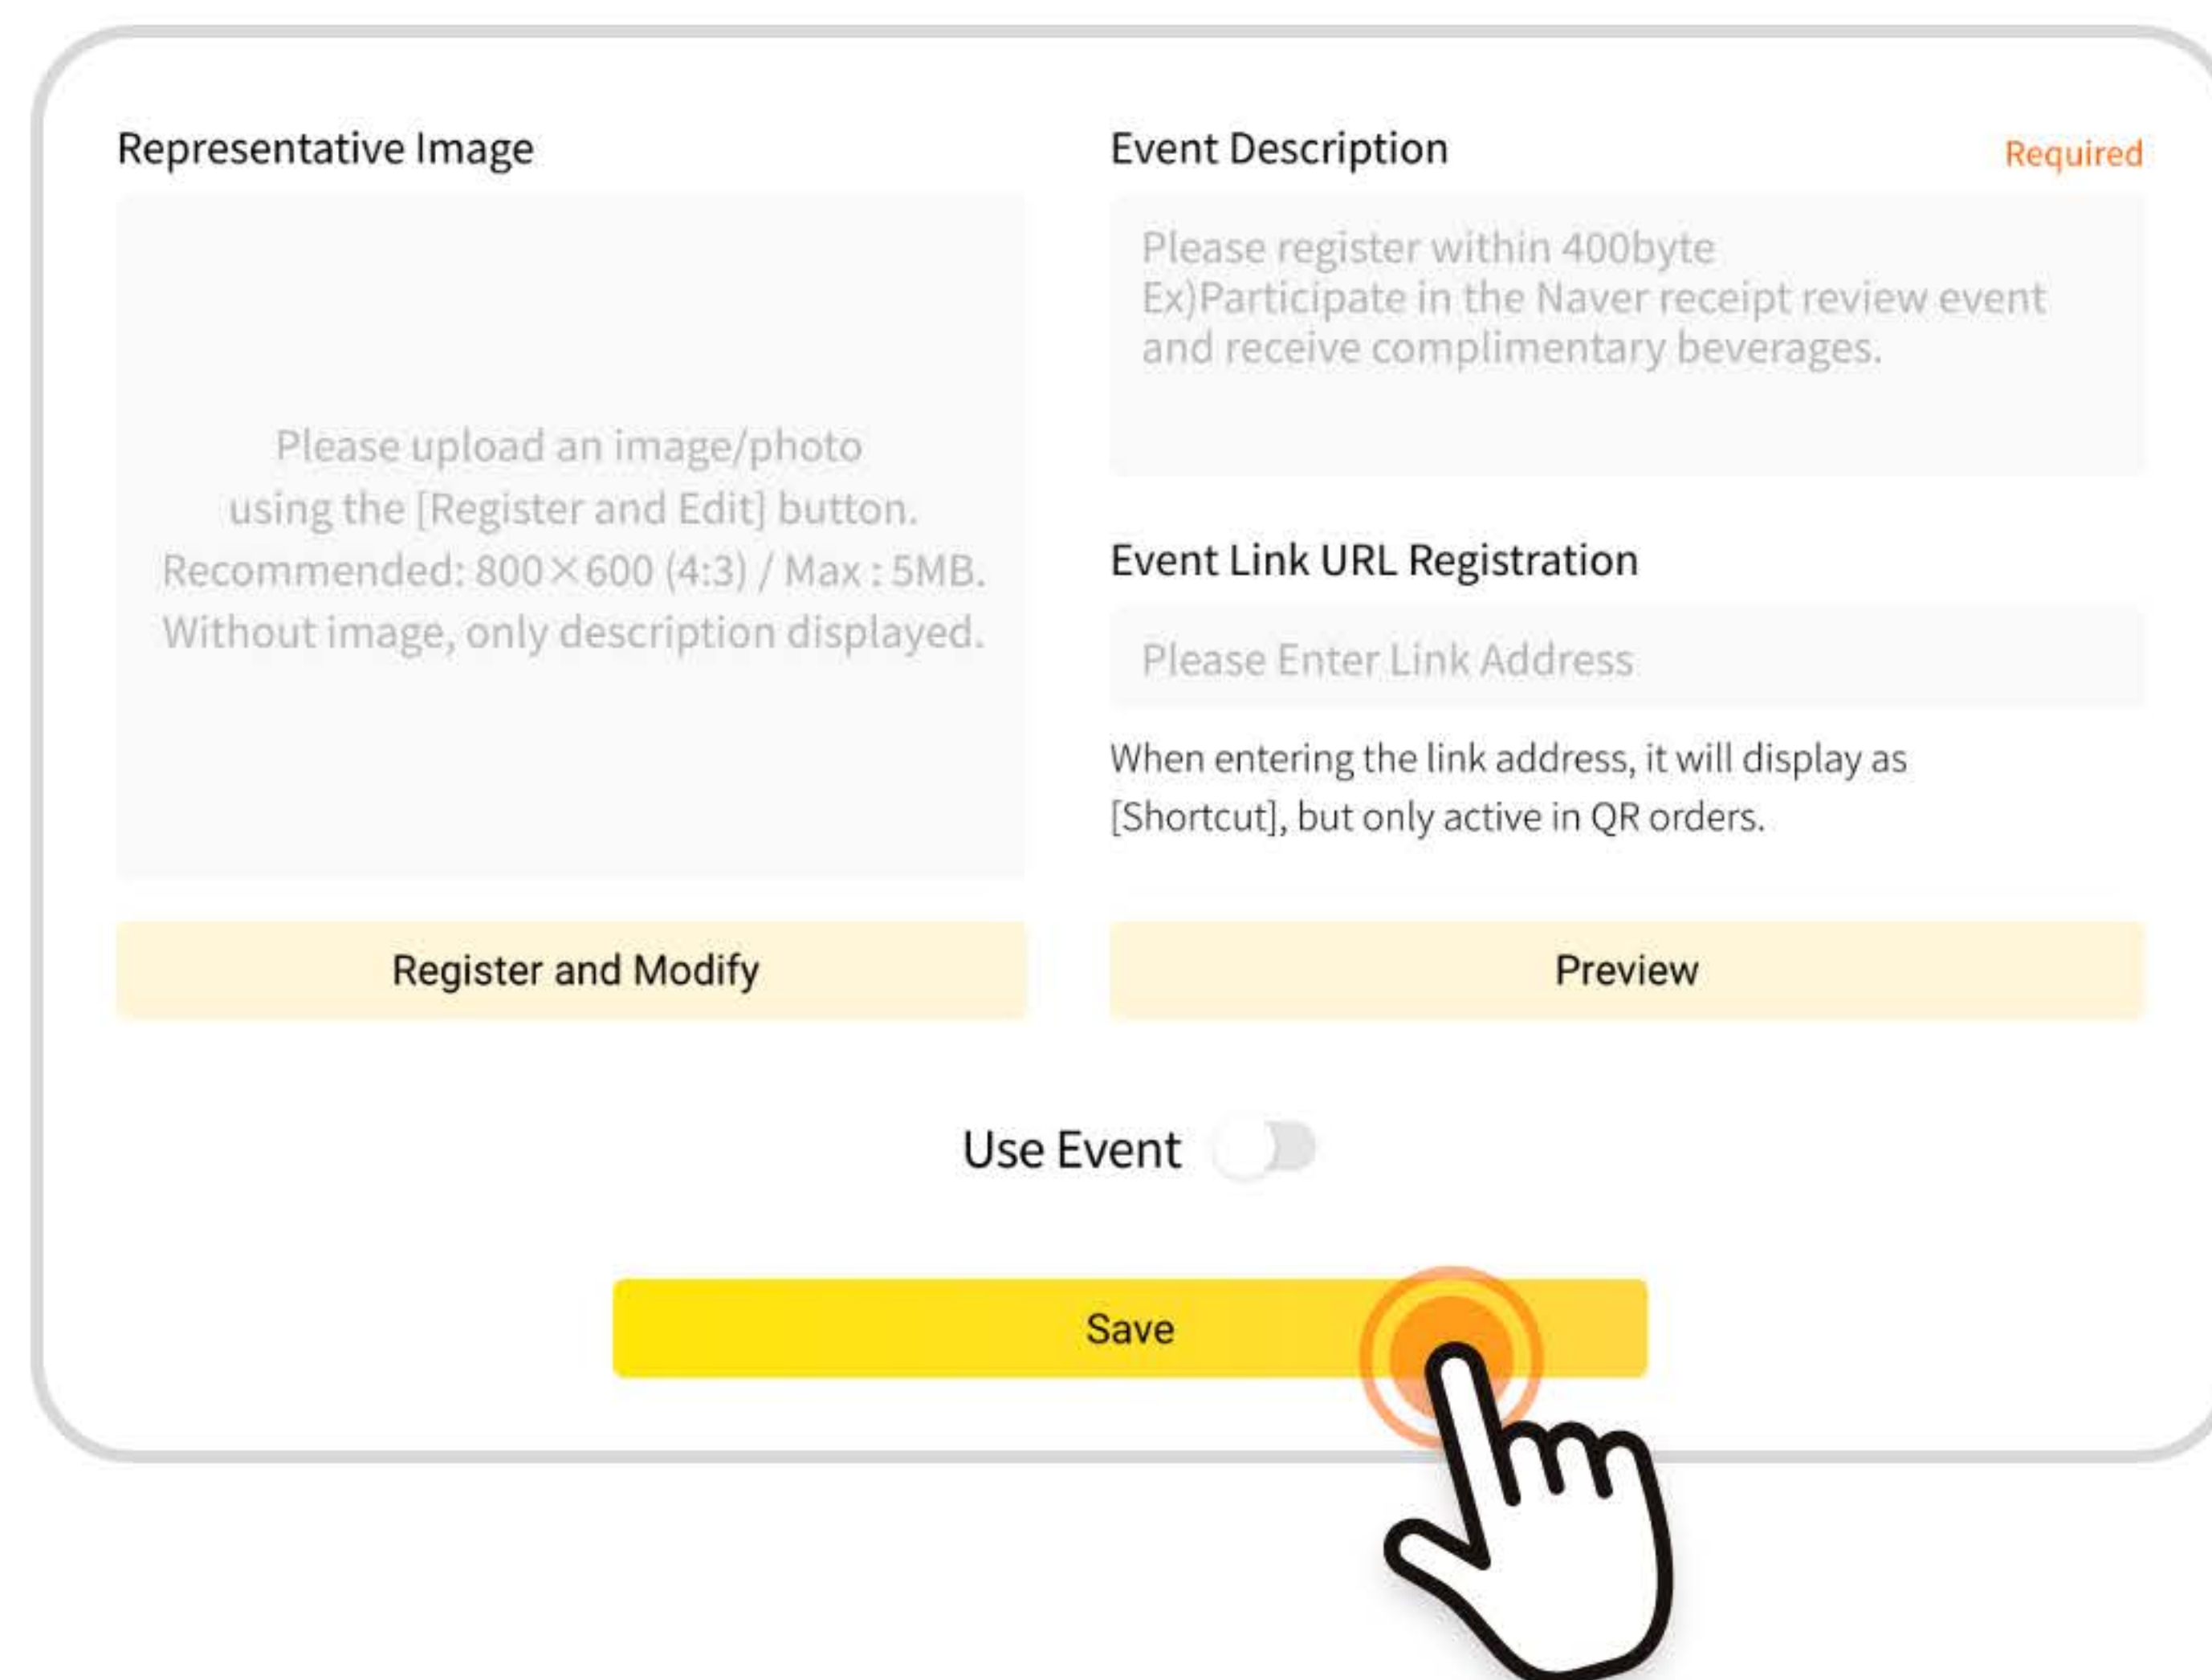 Representative Image
Please upload an image/photo
using the [Register and Edit] button.
Recommended: 800×600 (4:3) / Max : 5MB.
Without image, only description displayed.
Register and Modify
Event Description
Required
Please register within 400byte
Ex)Participate in the Naver receipt review event
and receive complimentary beverages.
Event Link URL Registration
Please Enter Link Address
When entering the link address, it will display as
[Shortcut], but only active in QR orders.
Preview
Use Event
Save